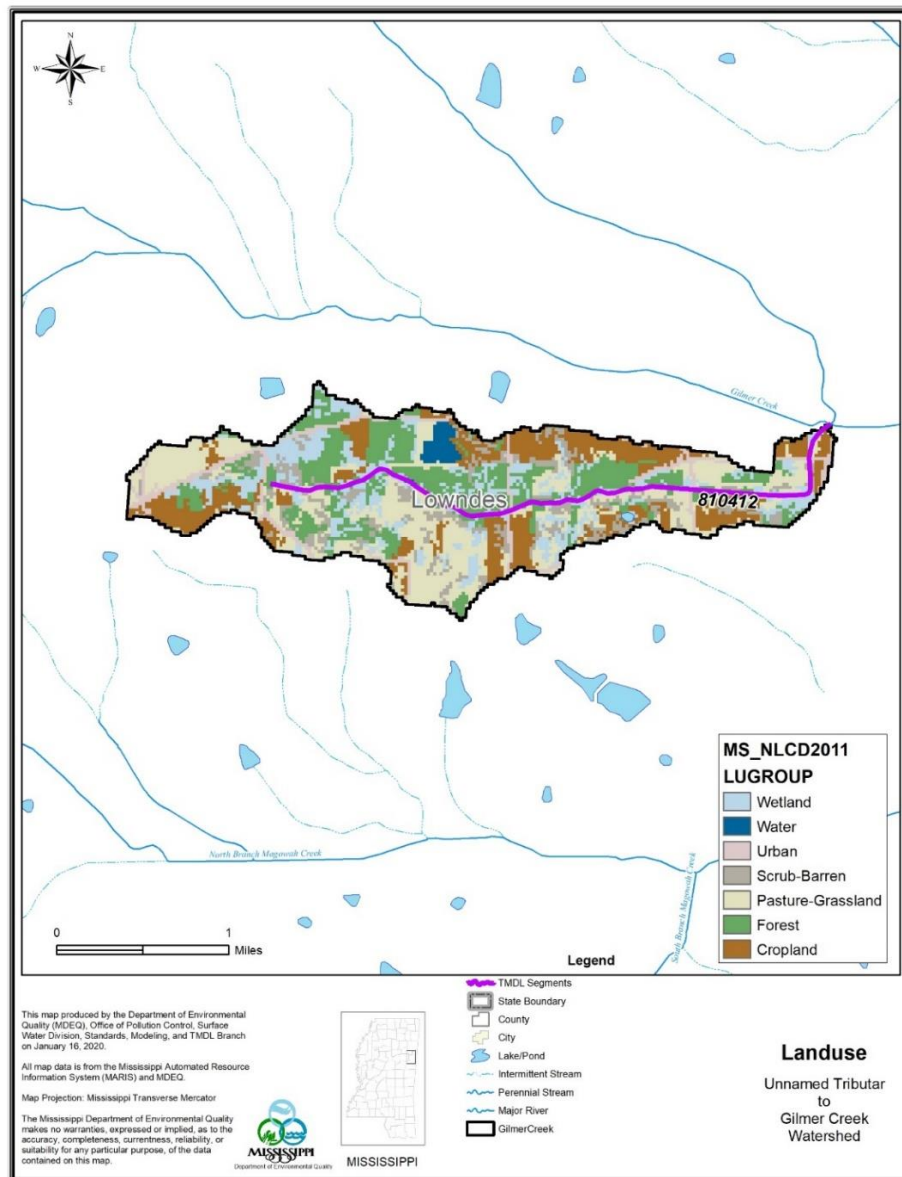 N
W
E
S
Gilmer Creek
Lowndes
810412
North Branch Magowah Creek
South Branch Magowah Creek
0
1
Miles
MS_NLCD2011
LUGROUP
Wetland
Water
Urban
Scrub-Barren
Pasture-Grassland
Forest
Cropland
Legend
TMDL Segments
State Boundary
County
City
Lake/Pond
Intermittent Stream
Perennial Stream
Major River
GilmerCreek
This map produced by the Department of Environmental
Quality (MDEQ), Office of Pollution Control, Surface
Water Division, Standards, Modeling, and TMDL Branch
on January 16, 2020.
All map data is from the Mississippi Automated Resource
Information System (MARIS) and MDEQ.
Map Projection: Mississippi Transverse Mercator
The Mississippi Department of Environmental Quality
makes no warranties, expressed or implied, as to the
accuracy, completeness, currentness, reliability, or
suitability for any particular purpose, of the data
contained on this map.
MISSISSIPPI
Department of Environmental Quality
MISSISSIPPI
Landuse
Unnamed Tributar
to
Gilmer Creek
Watershed